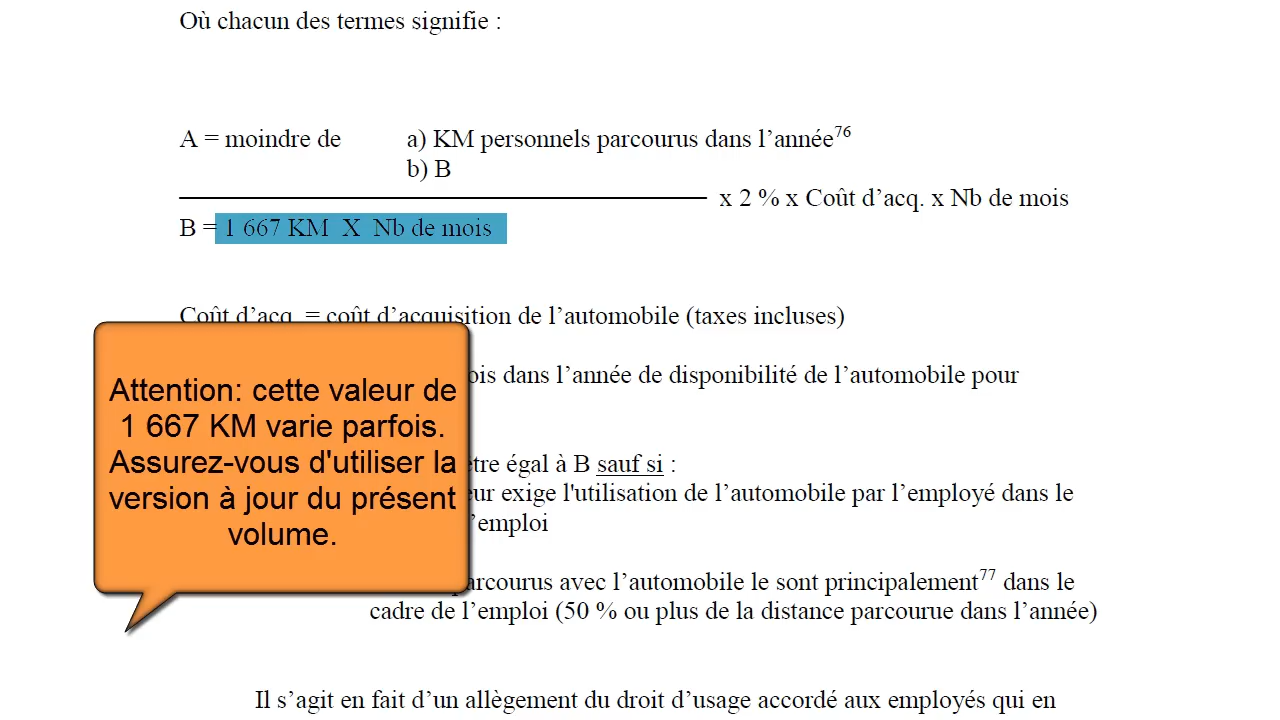 Où chacun des termes signifie :
A = moindre de a) KM personnels parcourus dans l’année76
b) B
x 2 % x Coût d’acq. x Nb de mois
B = 1 667 KM X Nb de mois
Coût d’acq. = coût d’acquisition de l’automobile (taxes incluses)
dans l’année de disponibilité de l’automobile pour
être égal à B sauf si :
exige l'utilisation de l’automobile par l’employé dans le
l’emploi
parcourus avec l’automobile le sont principalement77 dans le
cadre de l’emploi (50 % ou plus de la distance parcourue dans l’année)
Attention: cette valeur de
1 667 KM varie parfois.
Assurez-vous d'utiliser la
version à jour du présent
volume.
Il s’agit en fait d’un allègement du droit d’usage accordé aux employés qui en